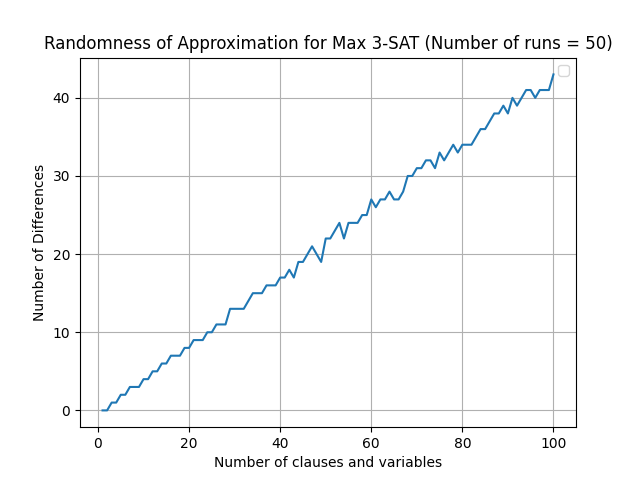 Randomness of Approximation for Max 3-SAT (Number of runs = 50)
Number of Differences
40
30
20
10
0
0 20 40 60 80 100
Number of clauses and variables